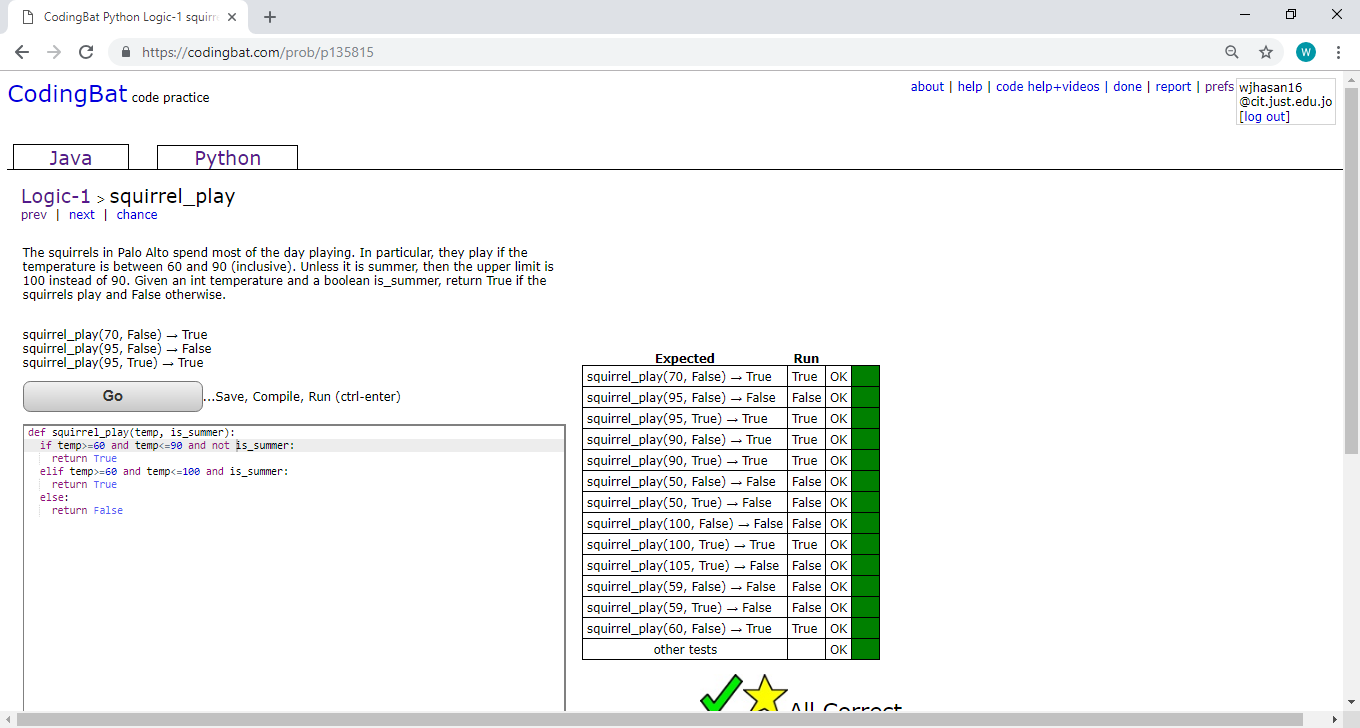 CodingBat Python Logic-1 squirr
https://codingbat.com/prob/p135815
W
CodingBat code practice
about | help | code help+videos | done | report | prefs
wjhasan16
@cit.just.edu.jo
[log out]
Java
Python
Logic-1 > squirrel_play
prev | next | chance
The squirrels in Palo Alto spend most of the day playing. In particular, they play if the
temperature is between 60 and 90 (inclusive). Unless it is summer, then the upper limit is
100 instead of 90. Given an int temperature and a boolean is_summer, return True if the
squirrels play and False otherwise.
squirrel_play(70, False) → True
squirrel_play(95, False) → False
squirrel_play(95, True) → True
Go ...Save, Compile, Run (ctrl-enter)
def squirrel_play(temp, is_summer):
if temp>=60 and temp<=90 and not is_summer:
return True
elif temp>=60 and temp<=100 and is_summer:
return True
else:
return False
Expected Run
squirrel_play(70, False) → True True OK
squirrel_play(95, False) → False False OK
squirrel_play(95, True) → True True OK
squirrel_play(90, False) → True True OK
squirrel_play(90, True) → True True OK
squirrel_play(50, False) → False False OK
squirrel_play(50, True) → False False OK
squirrel_play(100, False) → False False OK
squirrel_play(100, True) → True True OK
squirrel_play(105, True) → False False OK
squirrel_play(59, False) → False False OK
squirrel_play(59, True) → False False OK
squirrel_play(60, False) → True True OK
other tests OK
All Correct